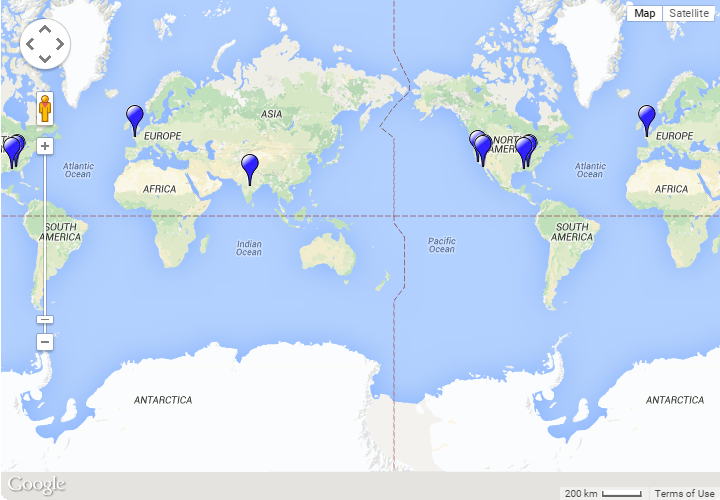 Map Satellite
ASIA
EUROPE
NORTH
AMERICA
EUROPE
Atlantic
Ocean
Atlantic
Ocean
AFRICA
AFRICA
SOUTH
AMERICA
SOUTH
AMERICA
Indian
Ocean
Pacific
Ocean
ANTARCTICA
ANTARCTICA
Google
200 km
Terms of Use